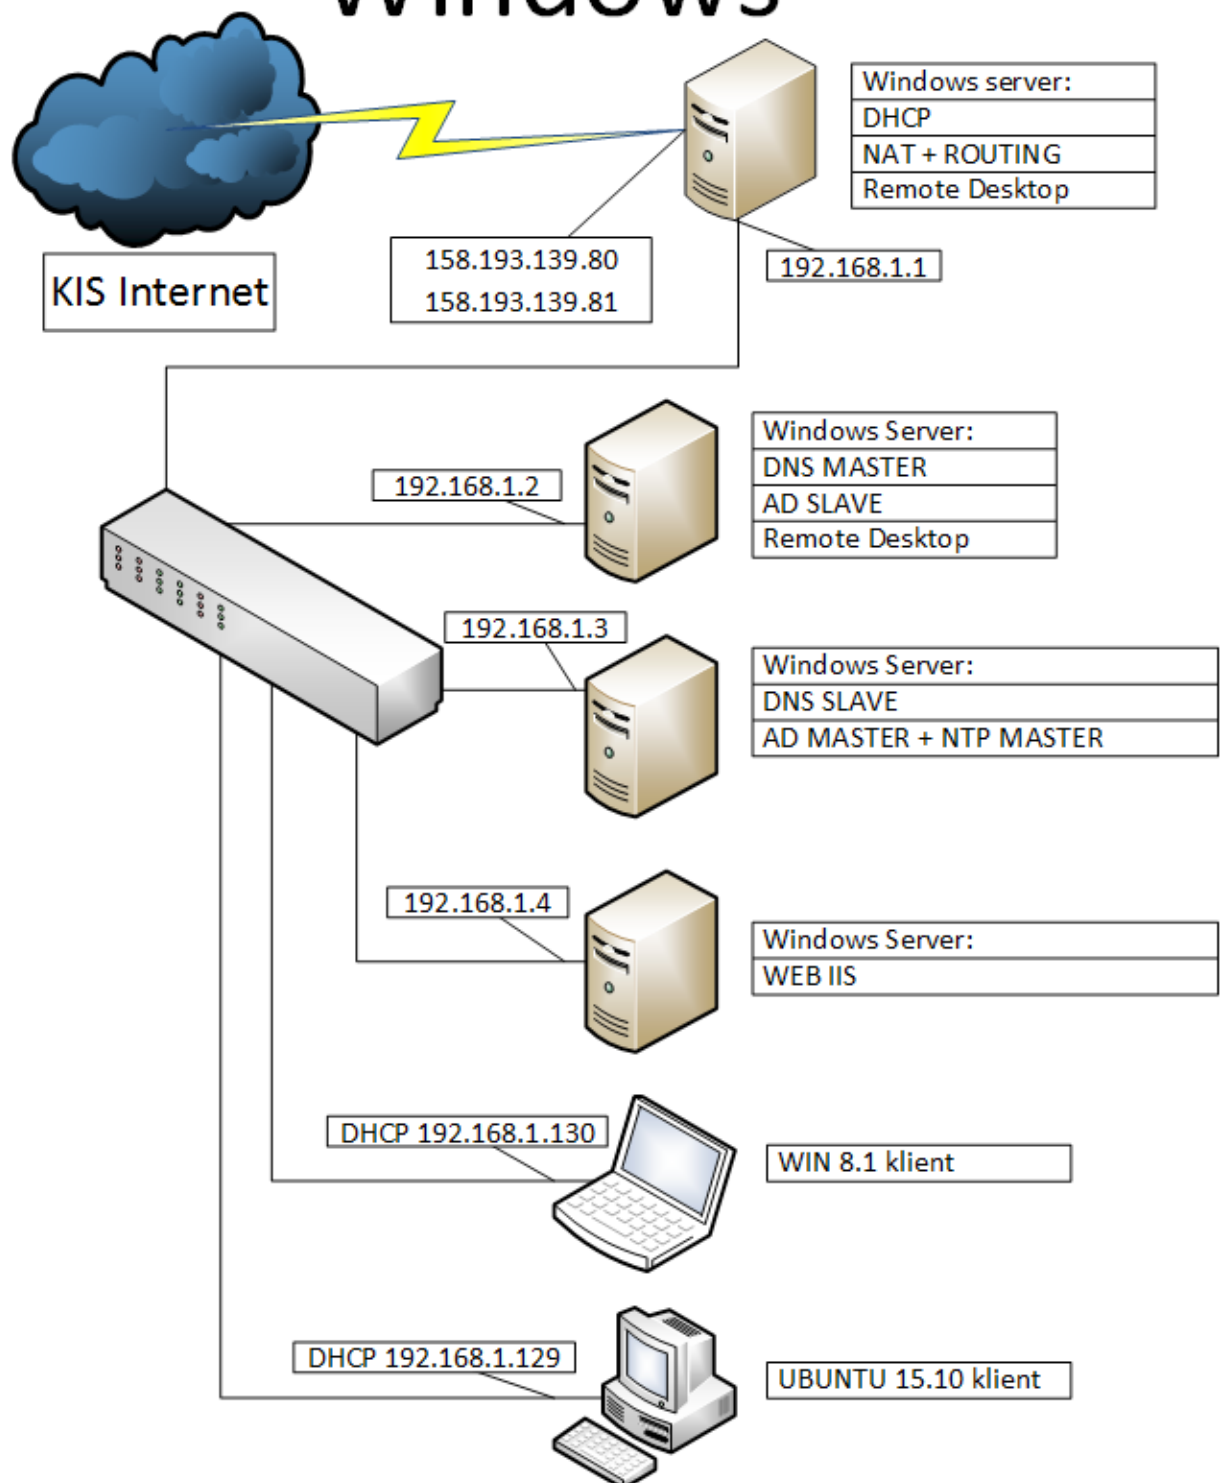 Windows
Windows server:
DHCP
NAT + ROUTING
Remote Desktop
158.193.139.80
158.193.139.81
192.168.1.1
KIS Internet
192.168.1.2
Windows Server:
DNS MASTER
AD SLAVE
Remote Desktop
192.168.1.3
Windows Server:
DNS SLAVE
AD MASTER + NTP MASTER
192.168.1.4
Windows Server:
WEB IIS
DHCP 192.168.1.130
WIN 8.1 klient
DHCP 192.168.1.129
UBUNTU 15.10 klient